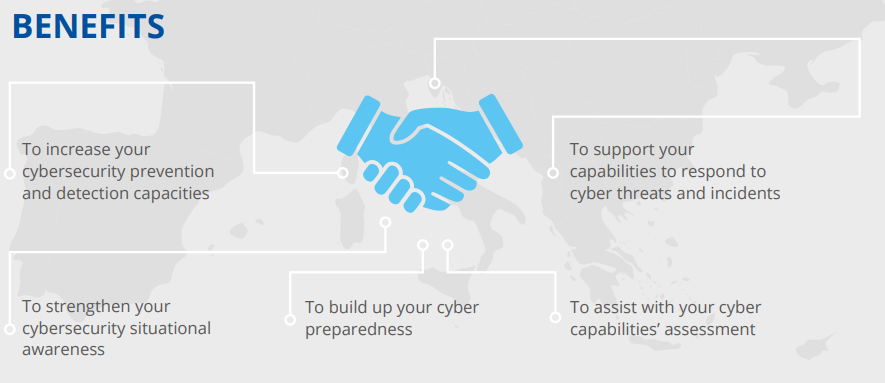 BENEFITS
To increase your
cybersecurity prevention
and detection capacities
To support your
capabilities to respond to
cyber threats and incidents
To strengthen your
cybersecurity situational
awareness
To build up your cyber
preparedness
To assist with your cyber
capabilities’ assessment